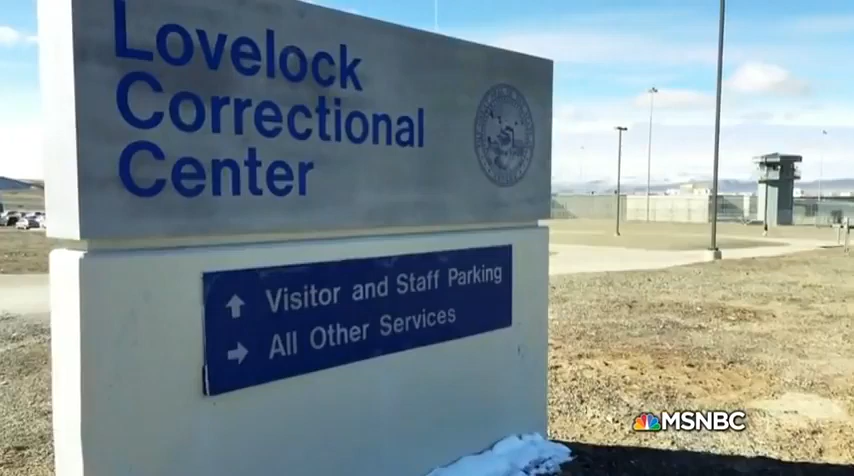 Lovelock
Correctional
Center
Visitor and Staff Parking
All Other Services
MSNBC